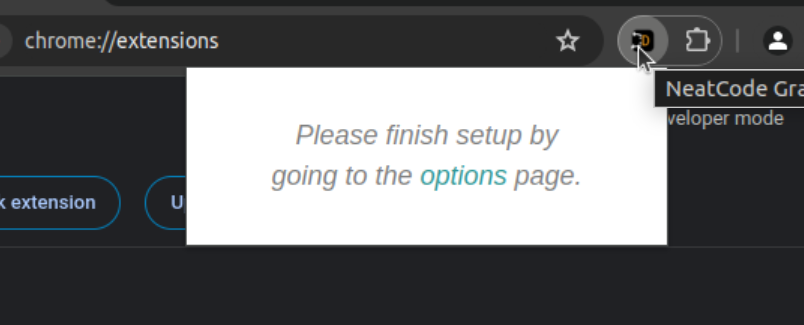 chrome://extensions
NeatCode Gra
veloper mode
Please finish setup by
going to the options page.
k extension
U